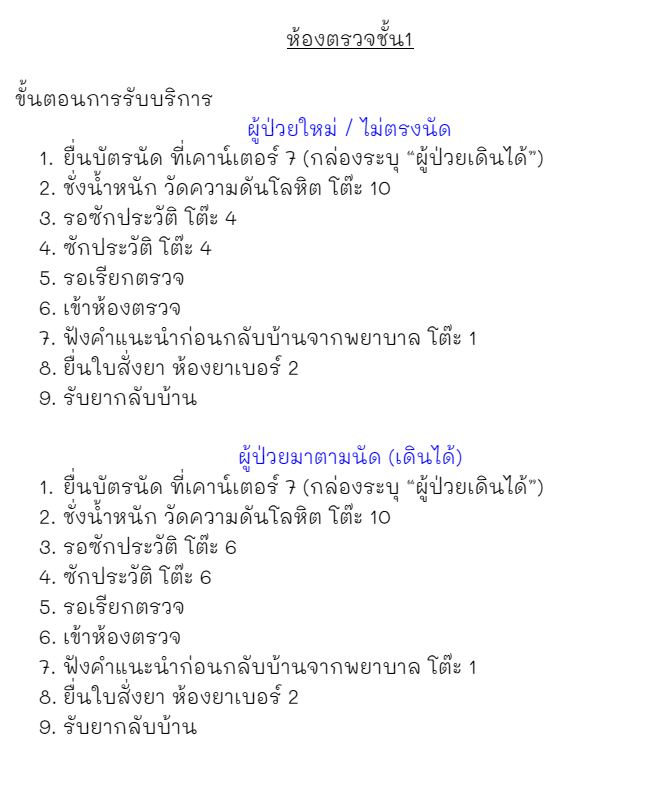 ห้องตรวจชั้น1
ขั้นตอนการรับบริการ
ผู้ป่วยใหม่ / ไม่ตรงนัด
1. ยื่นบัตรนัด ที่เคาน์เตอร์ 7 (กล่องระบุ “ผู้ป่วยเดินได้”)
2. ชั่งน้ำหนัก วัดความดันโลหิต โต๊ะ 10
3. รอซักประวัติ โต๊ะ 4
4. ซักประวัติ โต๊ะ 4
5. รอเรียกตรวจ
6. เข้าห้องตรวจ
7. ฟังคำแนะนำก่อนกลับบ้านจากพยาบาล โต๊ะ 1
8. ยื่นใบสั่งยา ห้องยาเบอร์ 2
9. รับยากลับบ้าน
ผู้ป่วยมาตามนัด (เดินได้)
1. ยื่นบัตรนัด ที่เคาน์เตอร์ 7 (กล่องระบุ “ผู้ป่วยเดินได้”)
2. ชั่งน้ำหนัก วัดความดันโลหิต โต๊ะ 10
3. รอซักประวัติ โต๊ะ 6
4. ซักประวัติ โต๊ะ 6
5. รอเรียกตรวจ
6. เข้าห้องตรวจ
7. ฟังคำแนะนำก่อนกลับบ้านจากพยาบาล โต๊ะ 1
8. ยื่นใบสั่งยา ห้องยาเบอร์ 2
9. รับยากลับบ้าน